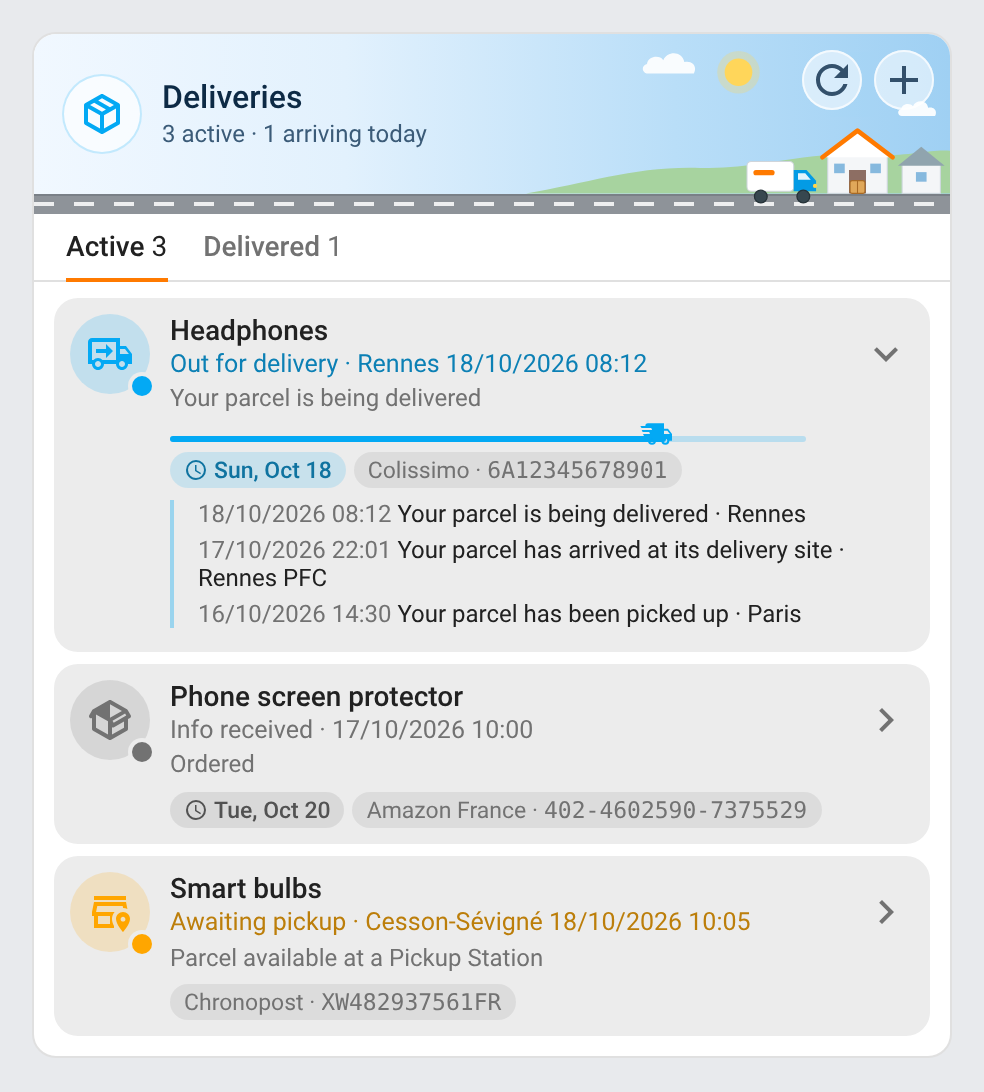 Deliveries
3 active · 1 arriving today
Active 3
Delivered 1
Headphones
Out for delivery · Rennes 18/10/2026 08:12
Your parcel is being delivered
Sun, Oct 18
Colissimo · 6A12345678901
18/10/2026 08:12 Your parcel is being delivered · Rennes
17/10/2026 22:01 Your parcel has arrived at its delivery site ·
Rennes PFC
16/10/2026 14:30 Your parcel has been picked up · Paris
Phone screen protector
Info received · 17/10/2026 10:00
Ordered
Tue, Oct 20
Amazon France · 402-4602590-7375529
Smart bulbs
Awaiting pickup · Cesson-Sévigné 18/10/2026 10:05
Parcel available at a Pickup Station
Chronopost · XW482937561FR